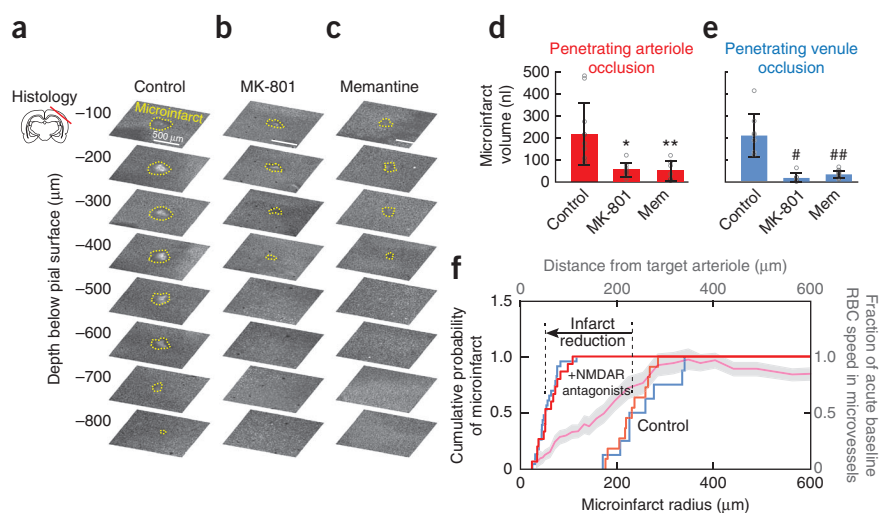 a
b
c
Histology
Control
MK-801
Memantine
Microinfarct
500 μm
Depth below pial surface (μm)
–100
–200
–300
–400
–500
–600
–700
–800
d
Penetrating arteriole
occlusion
Microinfarct
volume (nl)
500
400
300
200
100
0
*
**
Control
MK-801
Mem
e
Penetrating venule
occlusion
#
##
Control
MK-801
Mem
f
Distance from target arteriole (μm)
0
200
400
600
Cumulative probability
of microinfarct
1.5
1.0
0.5
0
Infarct
reduction
+NMDAR
antagonists
Control
1.0
0.5
0
Fraction of acute baseline
RBC speed in microvessels
0
200
400
600
Microinfarct radius (μm)